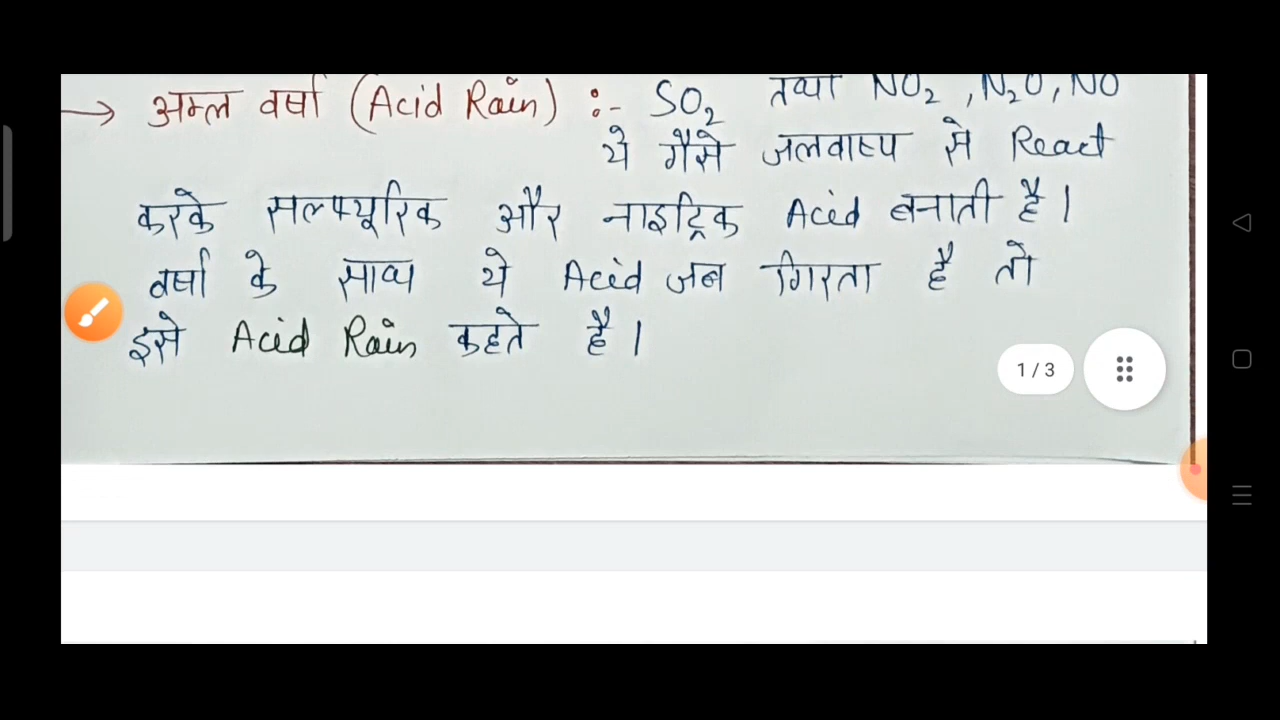 → अम्ल वर्षा (Acid Rain) :- SO₂ तथा NO₂, N₂O, NO
ये गैसे जलवाष्प से React
करके सल्फ्यूरिक और नाइट्रिक Acid बनाती है।
वर्षा के साथ ये Acid जब गिरता है तो
इसे Acid Rain कहते है।
1 / 3